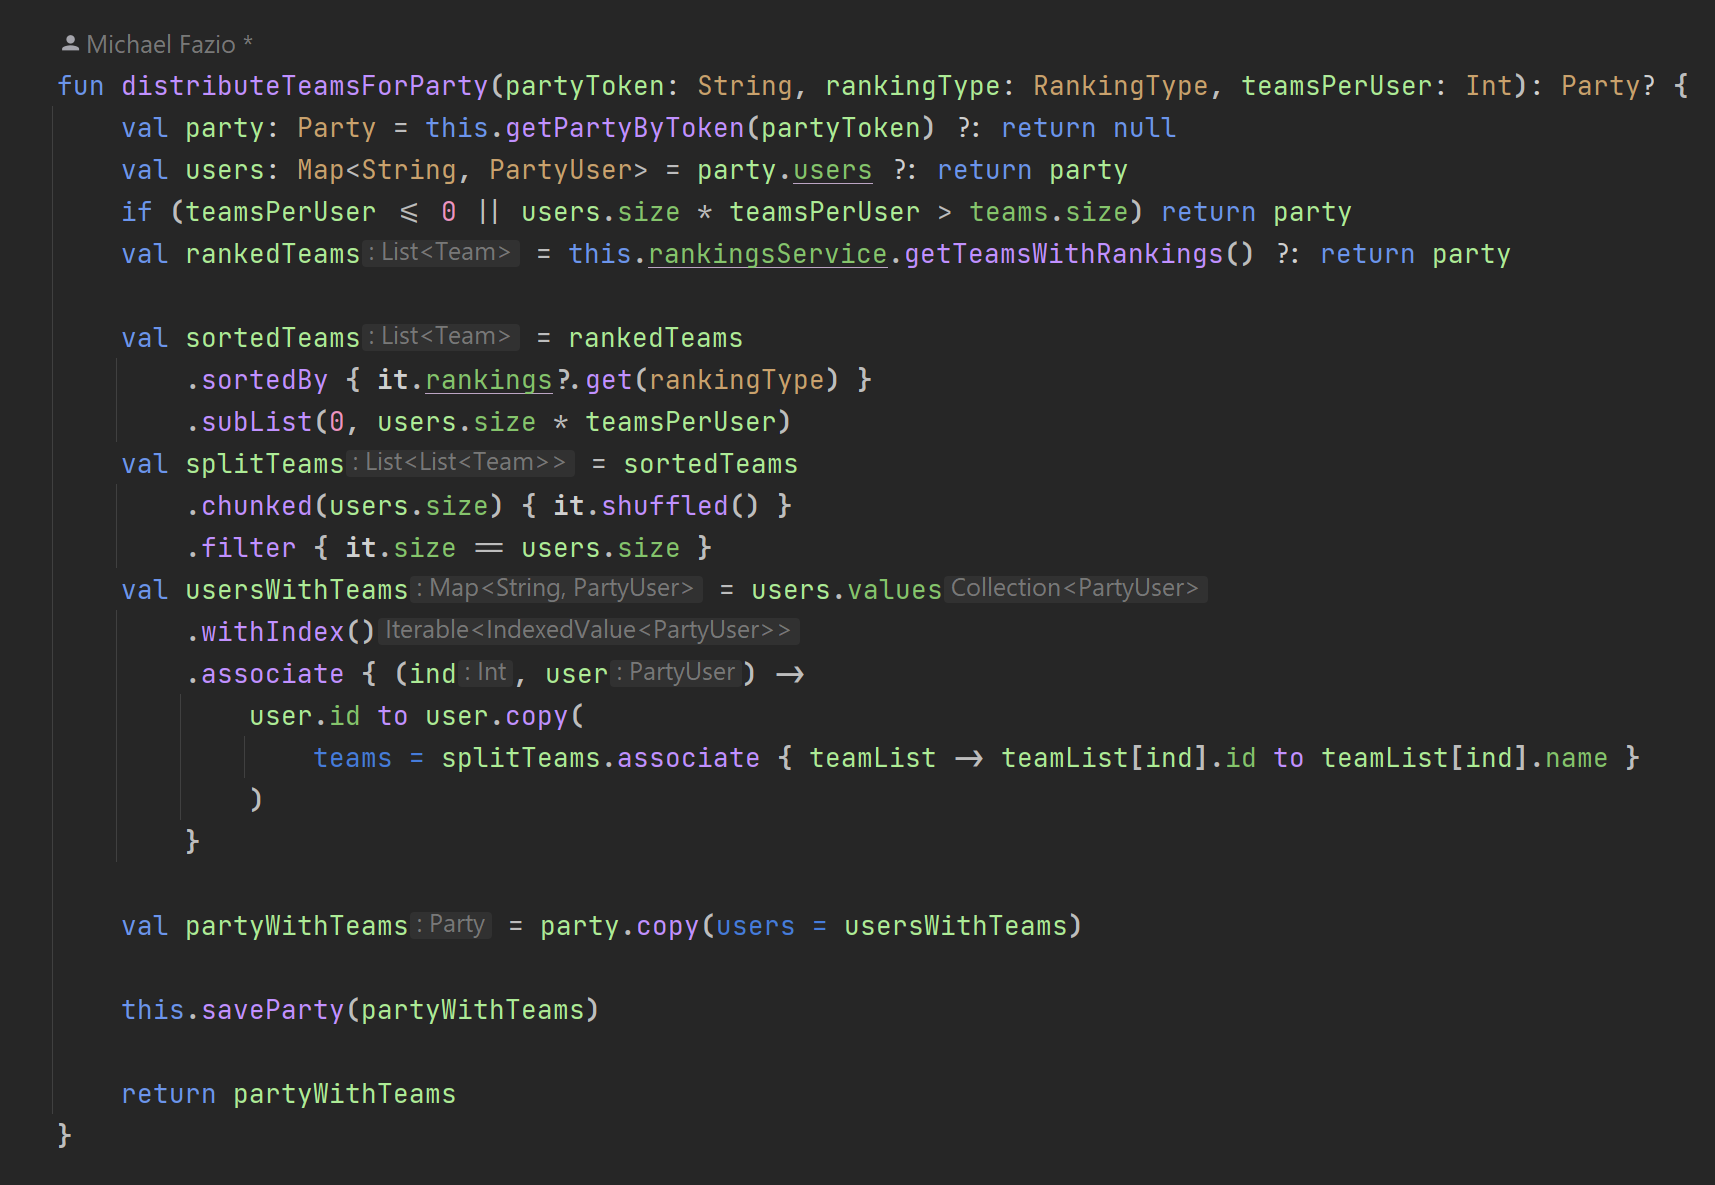 Michael Fazio *
fun distributeTeamsForParty(partyToken: String, rankingType: RankingType, teamsPerUser: Int): Party? {
    val party: Party = this.getPartyByToken(partyToken) ?: return null
    val users: Map<String, PartyUser> = party.users ?: return party
    if (teamsPerUser <= 0 || users.size * teamsPerUser > teams.size) return party
    val rankedTeams : List<Team> = this.rankingsService.getTeamsWithRankings() ?: return party

    val sortedTeams : List<Team> = rankedTeams
        .sortedBy { it.rankings?.get(rankingType) }
        .subList(0, users.size * teamsPerUser)
    val splitTeams : List<List<Team>> = sortedTeams
        .chunked(users.size) { it.shuffled() }
        .filter { it.size == users.size }
    val usersWithTeams : Map<String, PartyUser> = users.values Collection<PartyUser>
        .withIndex() Iterable<IndexedValue<PartyUser>>
        .associate { (ind : Int, user : PartyUser) ->
            user.id to user.copy(
                teams = splitTeams.associate { teamList -> teamList[ind].id to teamList[ind].name }
            )
        }

    val partyWithTeams : Party = party.copy(users = usersWithTeams)

    this.saveParty(partyWithTeams)

    return partyWithTeams
}